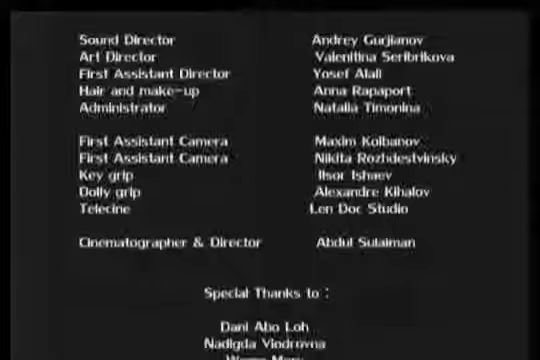 Sound Director Andrey Gurjianov
Art Director Valenitina Seribrikova
First Assistant Director Yosef Alali
Hair and make-up Anna Rapaport
Administrator Natalia Timonina
First Assistant Camera Maxim Kolbanov
First Assistant Camera Nikita Rozhdestvinsky
Key grip Ilsor Ishaev
Dolly grip Alexandre Kihalov
Telecine Len Doc Studio
Cinematographer & Director Abdul Sulaiman
Special Thanks to :
Dani Abo Loh
Nadigda Viodrovna